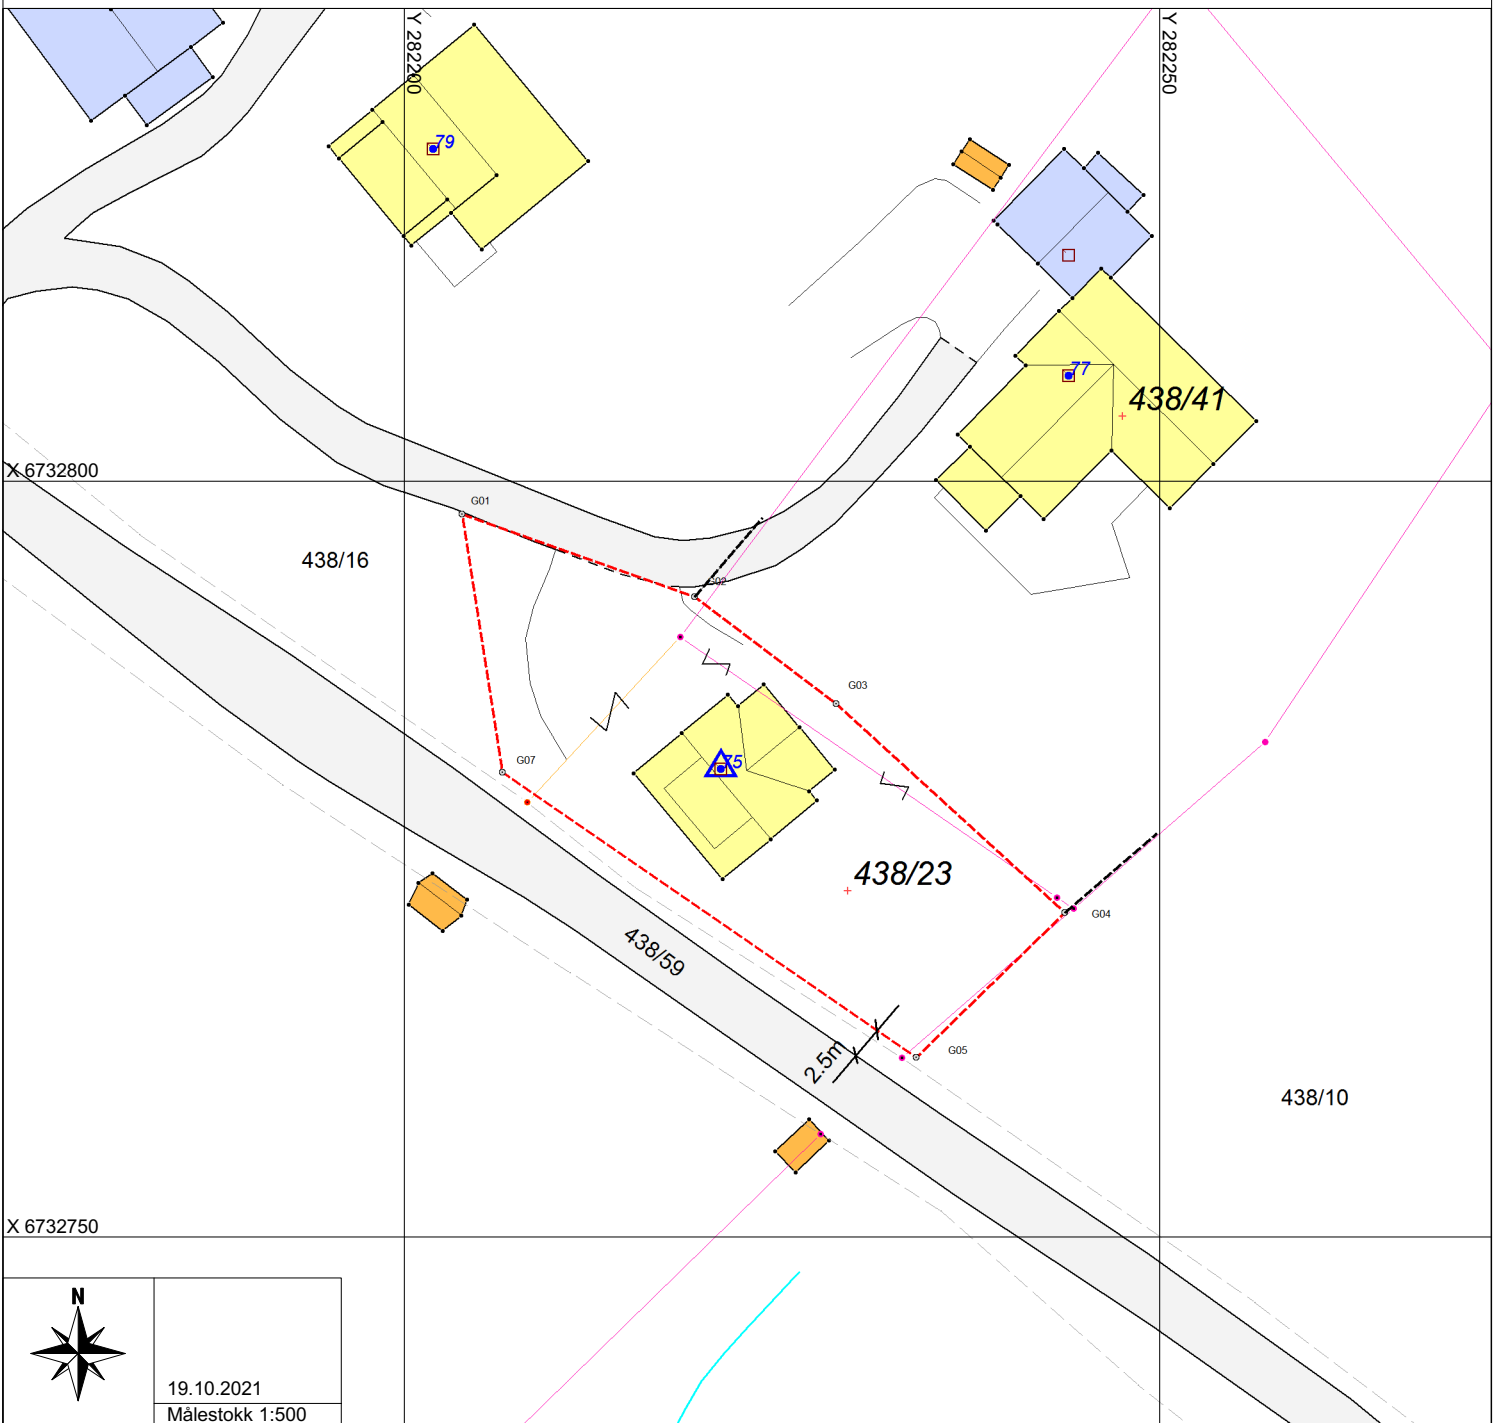 Y 282200
Y 282250
79
77
438/41
X 6732800
G01
438/16
G02
G03
G07
75
438/23
G04
438/59
G05
2.5m
438/10
X 6732750
N
19.10.2021
Målestokk 1:500